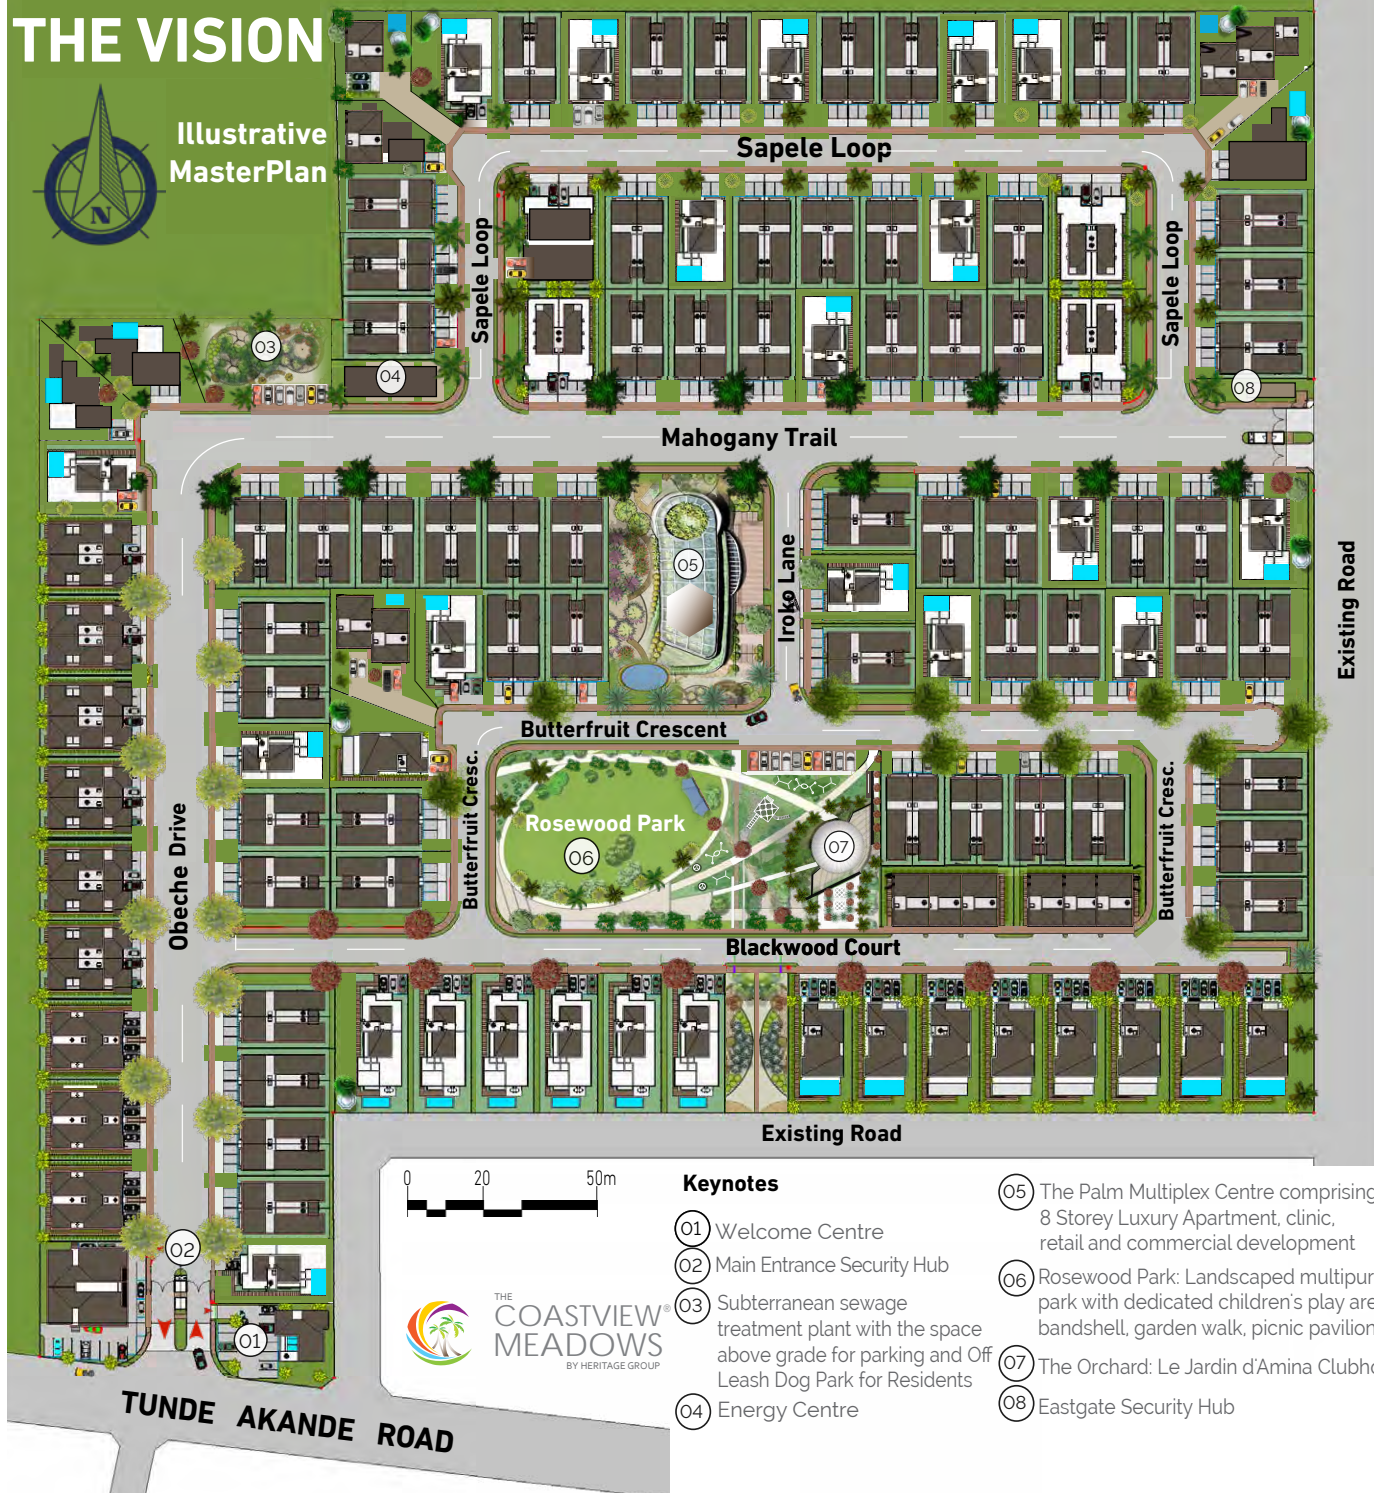 THE VISION
Illustrative
MasterPlan
N
Sapele Loop
Sapele Loop
Sapele Loop
03
04
08
Mahogany Trail
05
Iroko Lane
Existing Road
Butterfruit Crescent
Rosewood Park
06
07
Butterfruit Cresc.
Butterfruit Cresc.
Obeche Drive
Blackwood Court
Existing Road
02
01
TUNDE AKANDE ROAD
0 20 50m
THE
COASTVIEW®
MEADOWS
BY HERITAGE GROUP
Keynotes
01 Welcome Centre
02 Main Entrance Security Hub
03 Subterranean sewage
treatment plant with the space
above grade for parking and Off
Leash Dog Park for Residents
04 Energy Centre
05 The Palm Multiplex Centre comprising
8 Storey Luxury Apartment, clinic,
retail and commercial development
06 Rosewood Park: Landscaped multipur
park with dedicated children's play are
bandshell, garden walk, picnic pavilion
07 The Orchard: Le Jardin d'Amina Clubho
08 Eastgate Security Hub